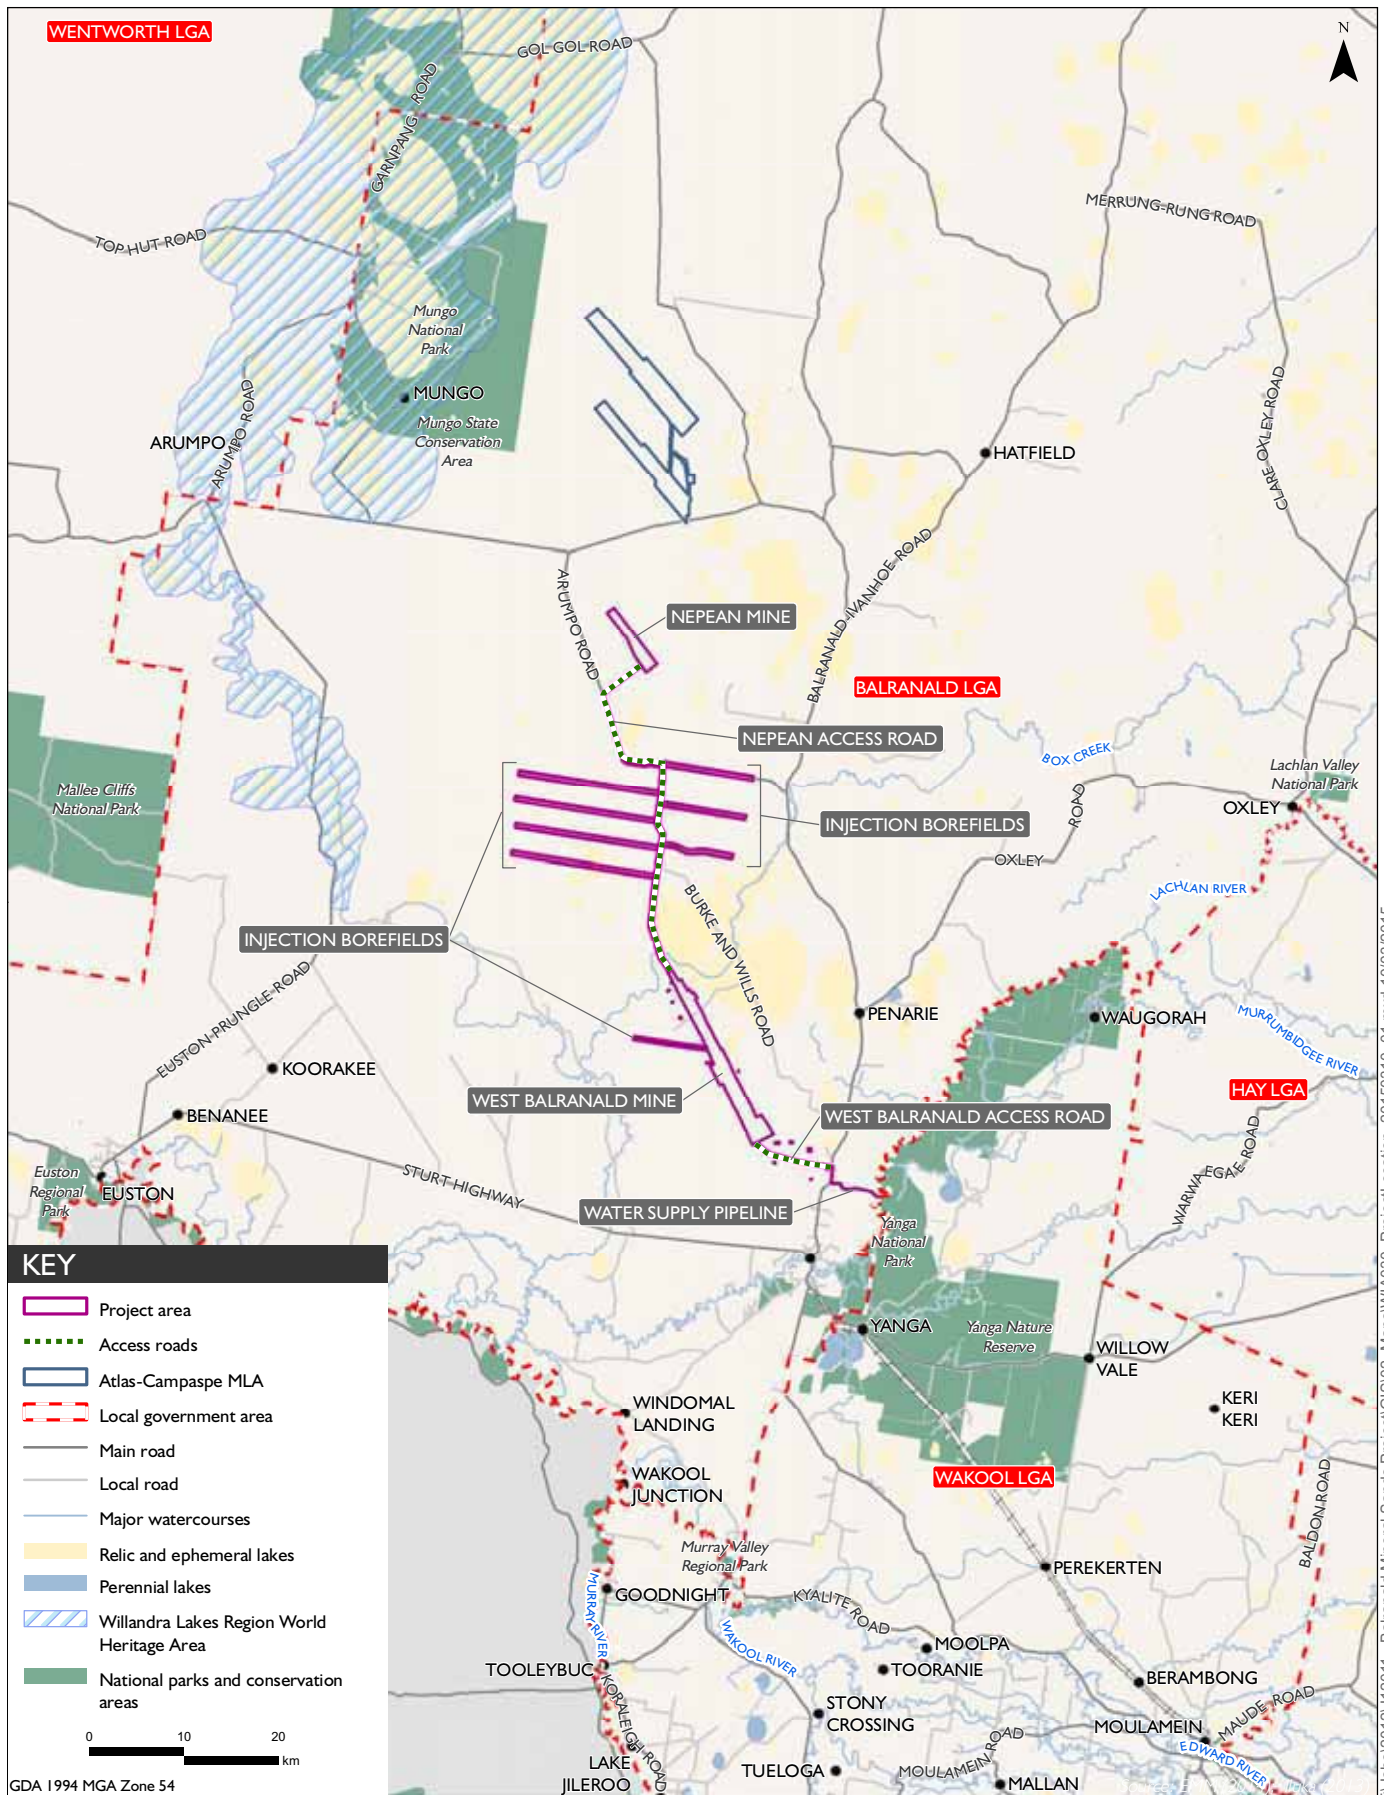 WENTWORTH LGA
GOL GOL ROAD
N
GARNPANG ROAD
MERRUNG-RUNG ROAD
TOP HUT ROAD
Mungo
National
Park
MUNGO
Mungo State
Conservation
Area
ARUMPO
ARUMPO ROAD
CLARE-OXLEY ROAD
HATFIELD
ARUMPO ROAD
BALRANALD-IVANHOE ROAD
NEPEAN MINE
BALRANALD LGA
NEPEAN ACCESS ROAD
BOX CREEK
Lachlan Valley
National Park
Mallee Cliffs
National Park
OXLEY
INJECTION BOREFIELDS
OXLEY ROAD
LACHLAN RIVER
BURKE AND WILLS ROAD
INJECTION BOREFIELDS
EUSTON-PRUNGLE ROAD
PENARIE
WAUGORAH
MURRUMBIDGEE RIVER
KOORAKEE
HAY LGA
WEST BALRANALD MINE
BENANEE
WEST BALRANALD ACCESS ROAD
WARWAEGAE ROAD
STURT HIGHWAY
Euston
Regional
Park
EUSTON
WATER SUPPLY PIPELINE
Yanga
National
Park
YANGA
Yanga Nature
Reserve
WILLOW
VALE
KERI
KERI
WINDOMAL
LANDING
WAKOOL
JUNCTION
WAKOOL LGA
BALDON ROAD
Murray Valley
Regional Park
PEREKERTEN
GOODNIGHT
MURRAY RIVER
KYALITE ROAD
WAKOOL RIVER
MOOLPA
TOORANIE
TOOLEYBUC
BERAMBONG
KORALEIGH ROAD
STONY
CROSSING
MAUDE ROAD
MOULAMEIN
EDWARD RIVER
MOULAMEIN ROAD
LAKE
JILEROO
TUELOGA
MALLAN
KEY
Project area
Access roads
Atlas-Campaspe MLA
Local government area
Main road
Local road
Major watercourses
Relic and ephemeral lakes
Perennial lakes
Willandra Lakes Region World
Heritage Area
National parks and conservation
areas
0 10 20
km
GDA 1994 MGA Zone 54